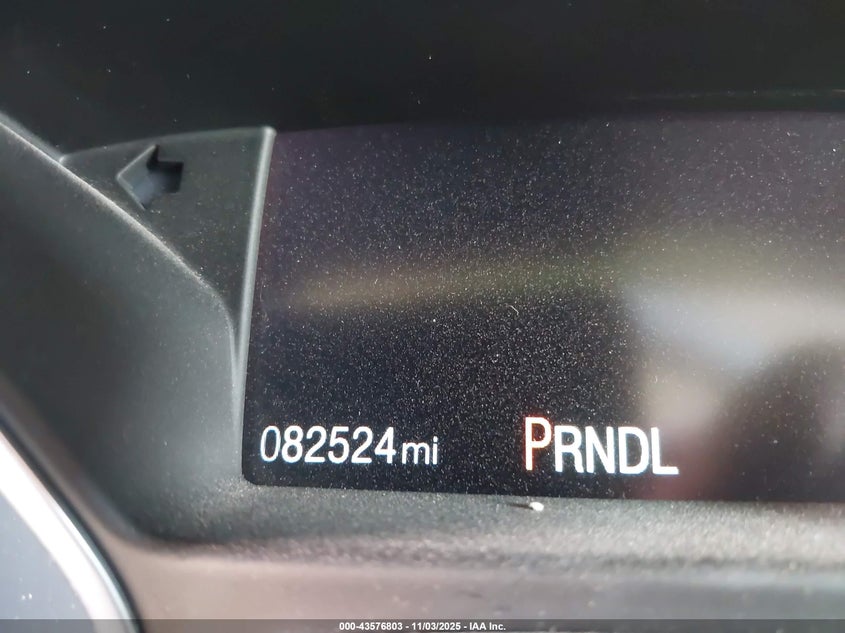 082524mi PRNDL
000-43576803 - 11/03/2025 - IAA Inc.